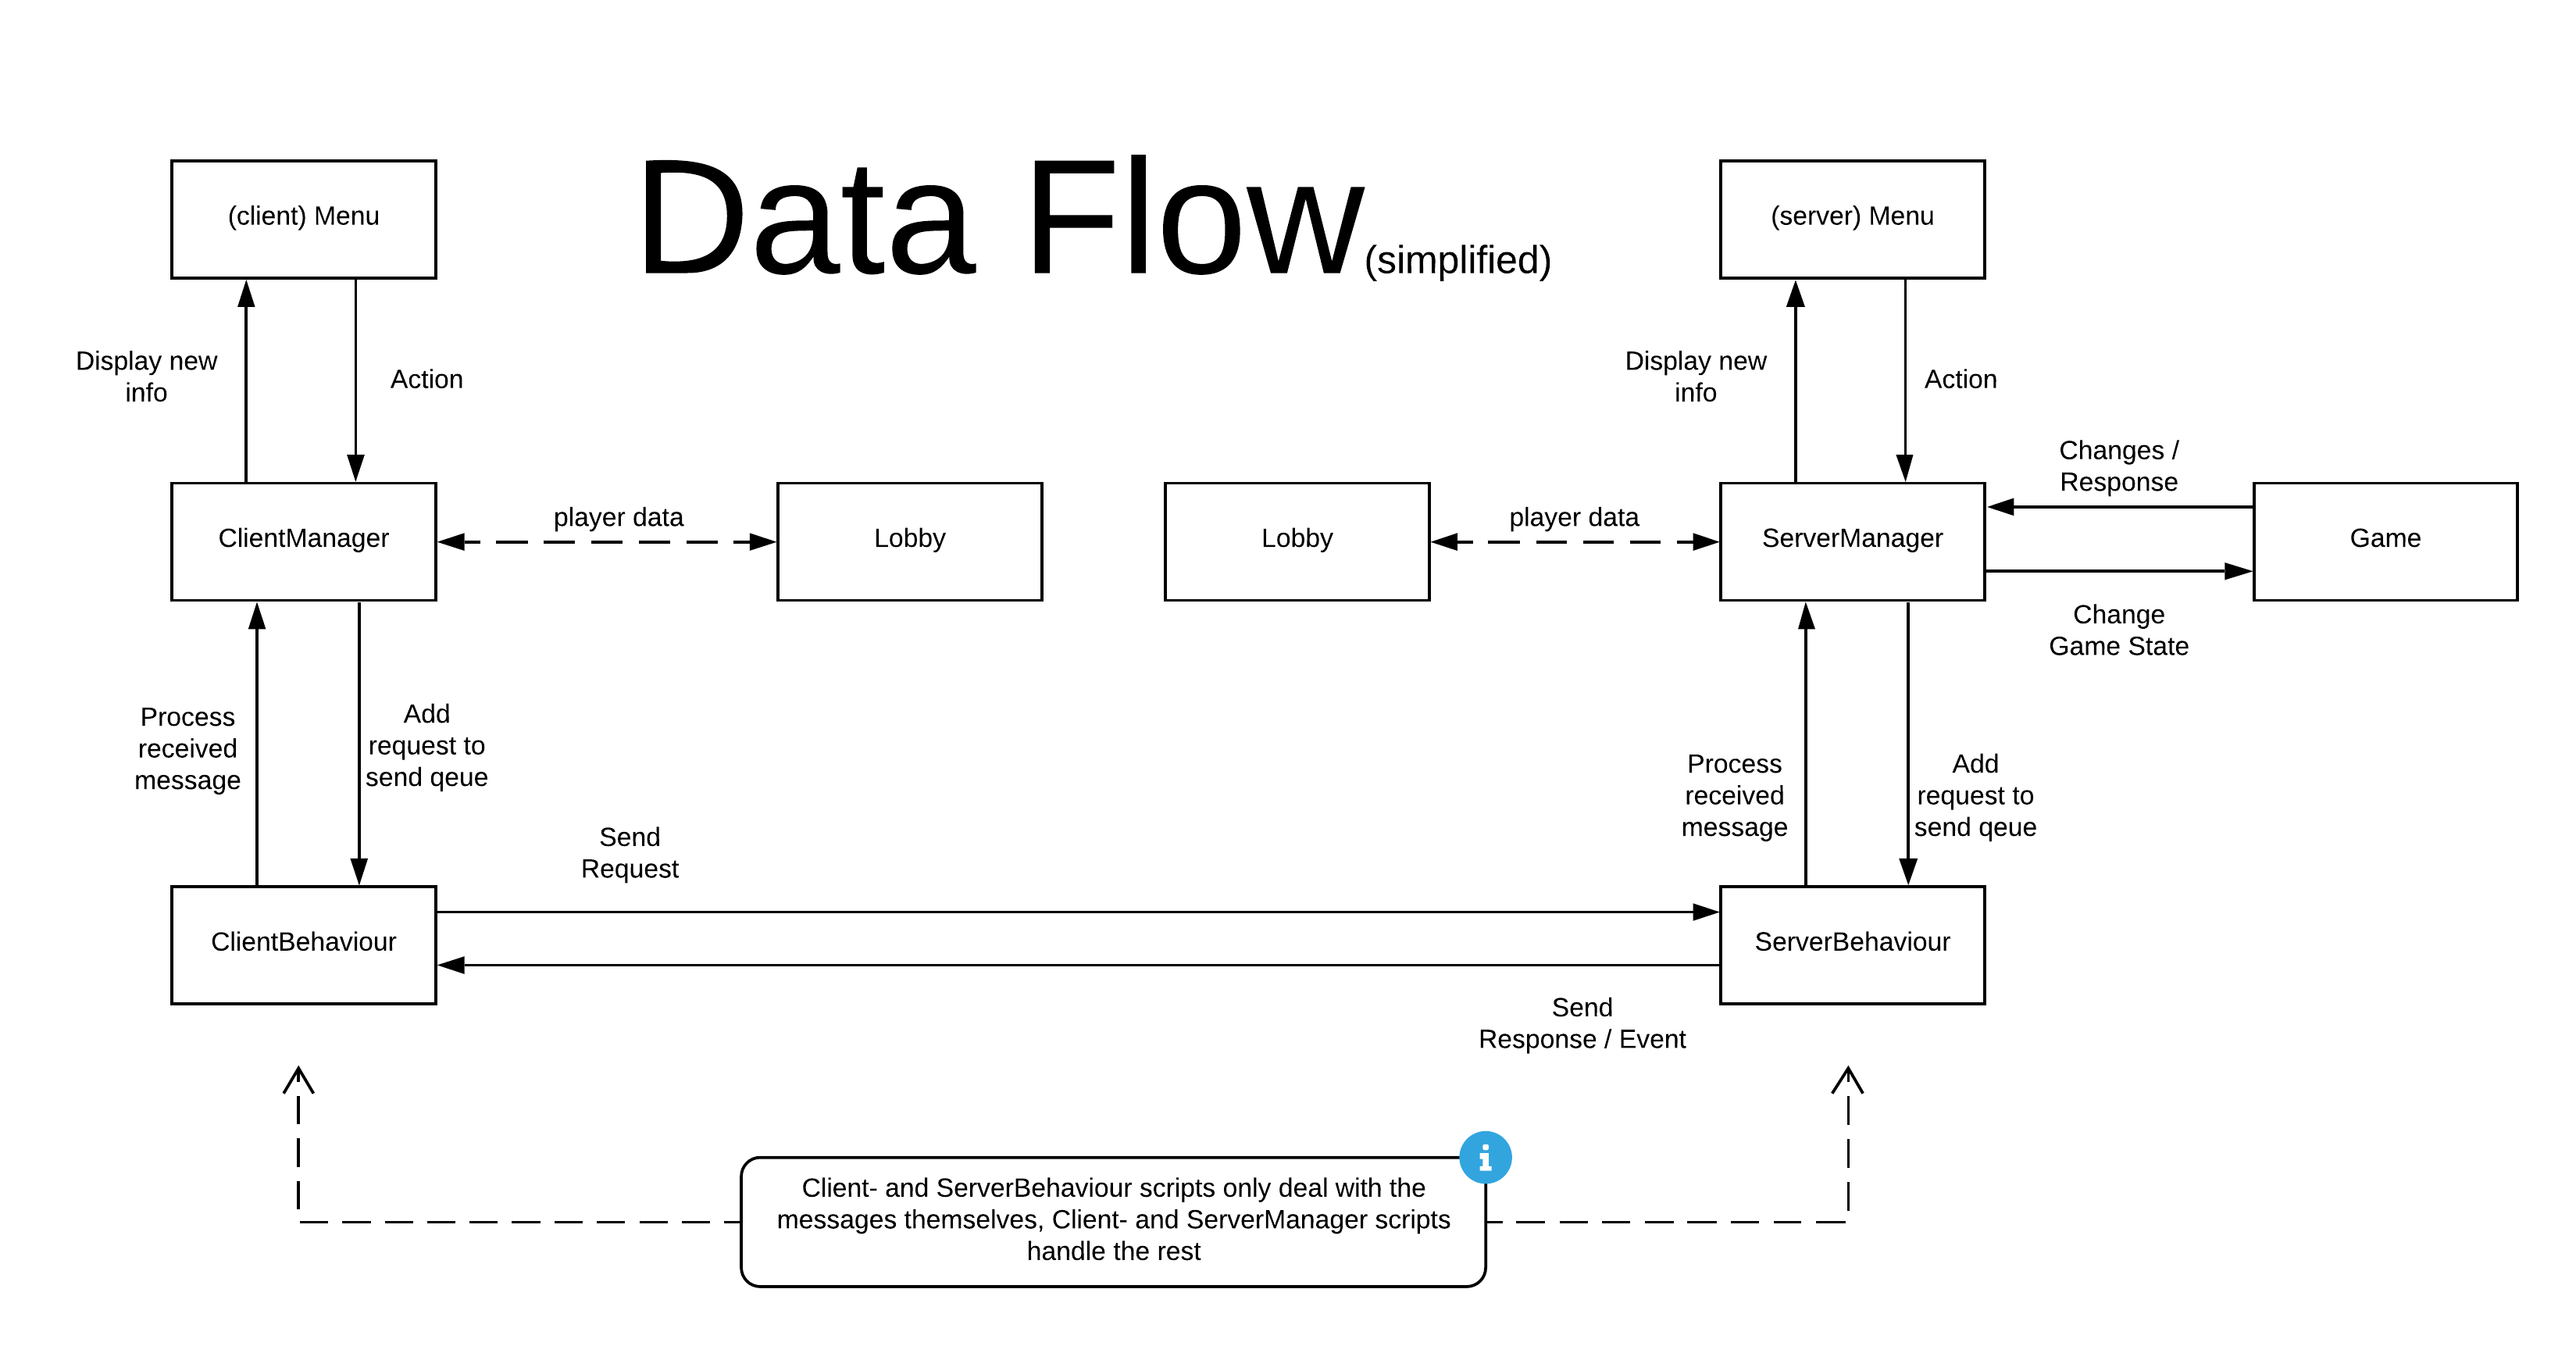 Data Flow(simplified)
(client) Menu
(server) Menu
Display new
info
Action
Display new
info
Action
Changes /
Response
ClientManager
player data
Lobby
Lobby
player data
ServerManager
Game
Change
Game State
Process
received
message
Add
request to
send qeue
Process
received
message
Add
request to
send qeue
Send
Request
ClientBehaviour
ServerBehaviour
Send
Response / Event
i
Client- and ServerBehaviour scripts only deal with the
messages themselves, Client- and ServerManager scripts
handle the rest